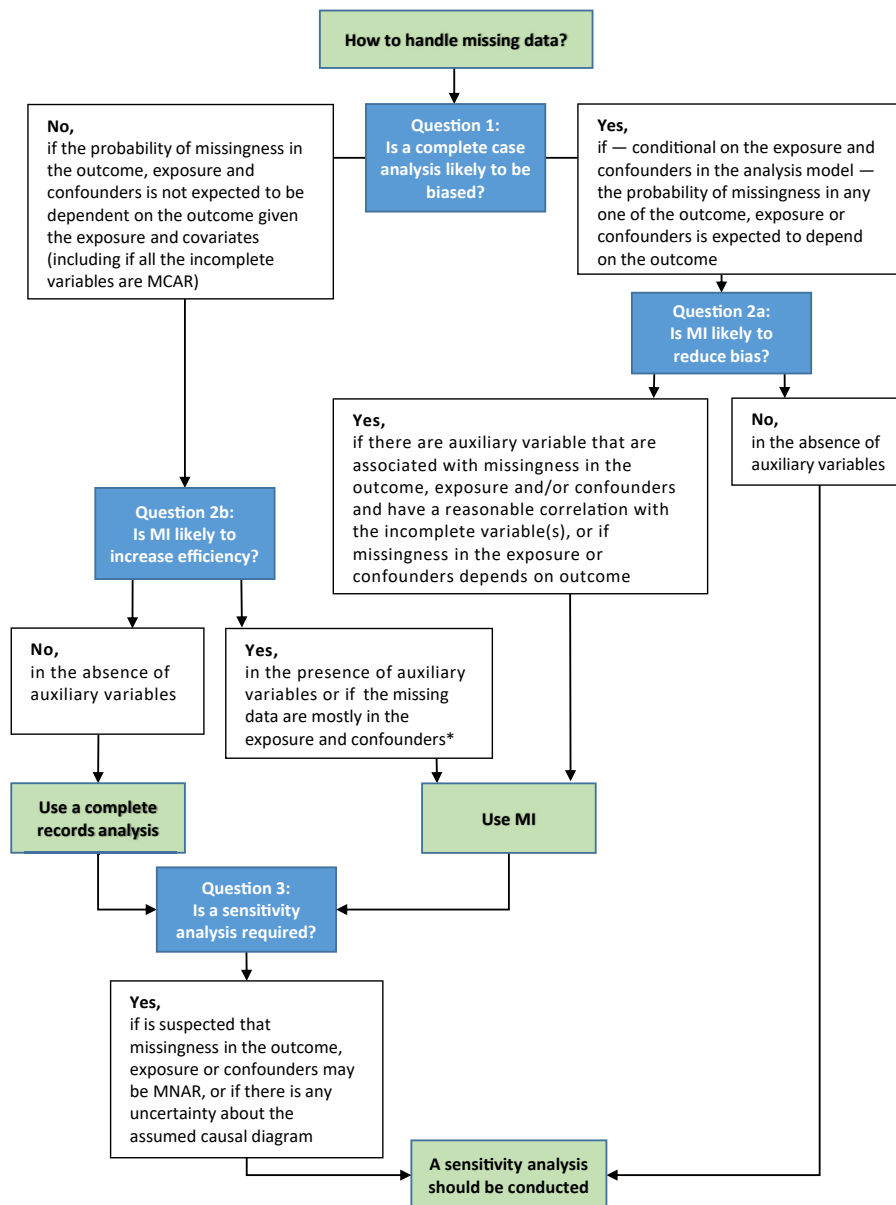 How to handle missing data?
No,
if the probability of missingness in
the outcome, exposure and
confounders is not expected to be
dependent on the outcome given
the exposure and covariates
(including if all the incomplete
variables are MCAR)
Question 1:
Is a complete case
analysis likely to be
biased?
Yes,
if — conditional on the exposure and
confounders in the analysis model —
the probability of missingness in any
one of the outcome, exposure or
confounders is expected to depend
on the outcome
Question 2a:
Is MI likely to
reduce bias?
Yes,
if there are auxiliary variable that are
associated with missingness in the
outcome, exposure and/or confounders
and have a reasonable correlation with
the incomplete variable(s), or if
missingness in the exposure or
confounders depends on outcome
No,
in the absence of
auxiliary variables
Question 2b:
Is MI likely to
increase efficiency?
No,
in the absence of
auxiliary variables
Yes,
in the presence of auxiliary
variables or if the missing
data are mostly in the
exposure and confounders*
Use a complete
records analysis
Use MI
Question 3:
Is a sensitivity
analysis required?
Yes,
if is suspected that
missingness in the outcome,
exposure or confounders may
be MNAR, or if there is any
uncertainty about the
assumed causal diagram
A sensitivity analysis
should be conducted